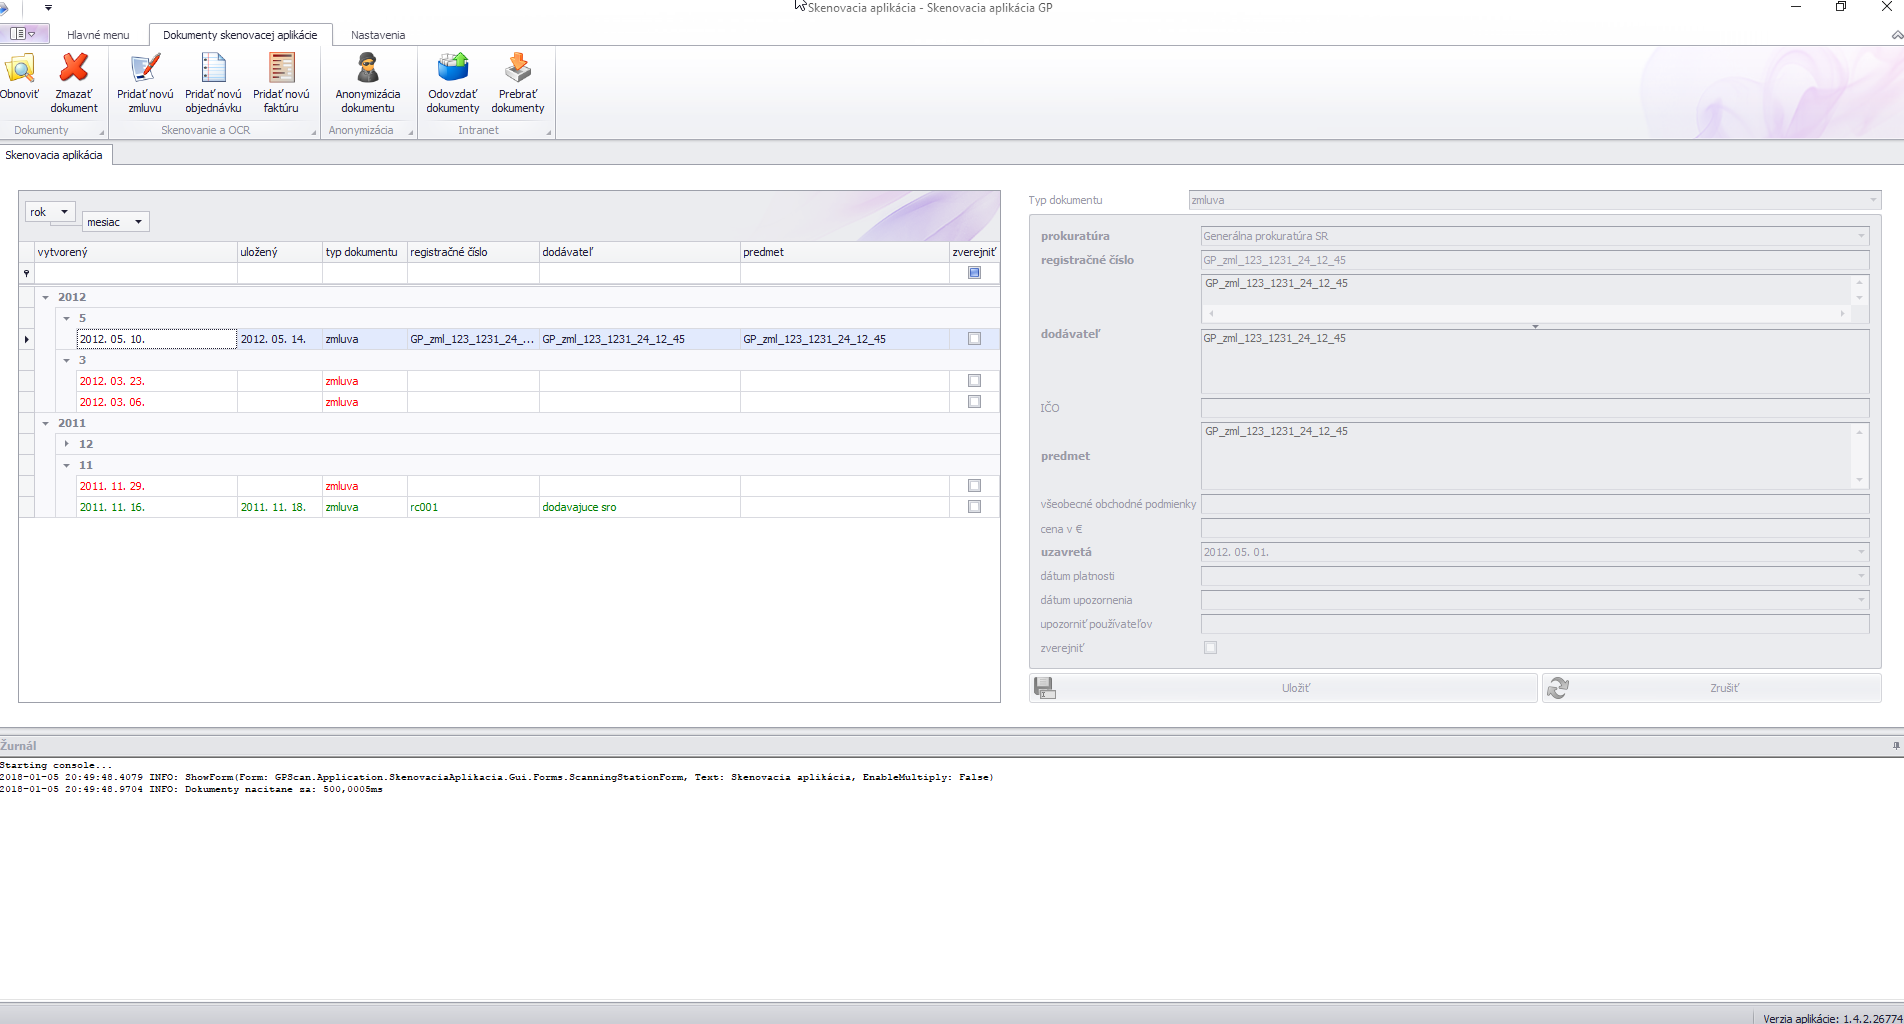 Skenovacia aplikácia - Skenovacia aplikácia GP
Hlavné menu
Dokumenty skenovacej aplikácie
Nastavenia
Obnoviť
Zmazať dokument
Pridať novú zmluvu
Pridať novú objednávku
Pridať novú faktúru
Anonymizácia dokumentu
Odovzdať dokumenty
Prebrať dokumenty
Dokumenty
Skenovanie a OCR
Anonymizácia
Intranet
Skenovacia aplikácia
rok
mesiac
vytvorený uložený typ dokumentu registračné číslo dodávateľ predmet zverejniť
2012
5
2012. 05. 10. 2012. 05. 14. zmluva GP_zml_123_1231_24_... GP_zml_123_1231_24_12_45 GP_zml_123_1231_24_12_45
3
2012. 03. 23. zmluva
2012. 03. 06. zmluva
2011
12
11
2011. 11. 29. zmluva
2011. 11. 16. 2011. 11. 18. zmluva rc001 dodavajuce sro
Typ dokumentu zmluva
prokuratúra Generálna prokuratúra SR
registračné číslo GP_zml_123_1231_24_12_45
GP_zml_123_1231_24_12_45
dodávateľ GP_zml_123_1231_24_12_45
IČO
predmet GP_zml_123_1231_24_12_45
všeobecné obchodné podmienky
cena v €
uzavretá 2012. 05. 01.
dátum platnosti
dátum upozornenia
upozorniť používateľov
zverejniť
Uložiť Zrušiť
Žurnál
Starting console...
2018-01-05 20:49:48.4079 INFO: ShowForm(Form: GPScan.Application.SkenovaciaAplikacia.Gui.Forms.ScanningStationForm, Text: Skenovacia aplikácia, EnableMultiply: False)
2018-01-05 20:49:48.9704 INFO: Dokumenty nacitane za: 500,0005ms
Verzia aplikácie: 1.4.2.26774